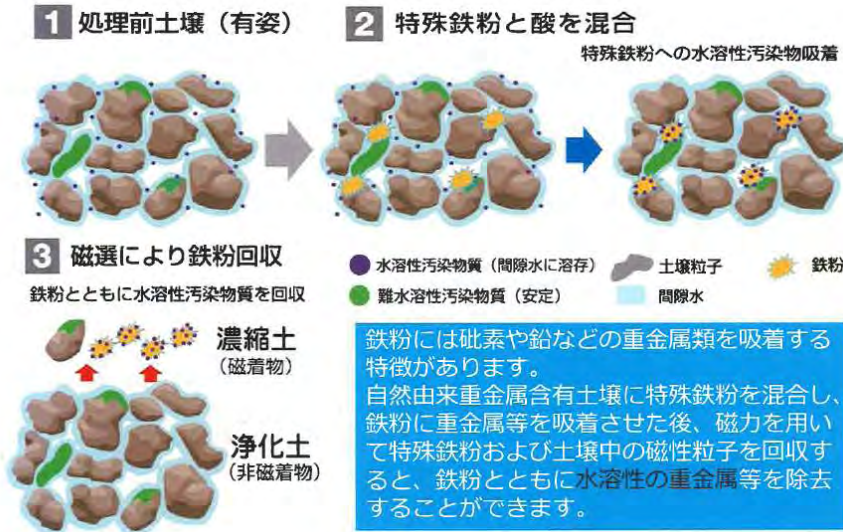 1 処理前土壌（有姿）
2 特殊鉄粉と酸を混合
特殊鉄粉への水溶性汚染物吸着
3 磁選により鉄粉回収
鉄粉とともに水溶性汚染物質を回収
濃縮土
（磁着物）
浄化土
（非磁着物）
水溶性汚染物質（間隙水に溶存）
土壌粒子
鉄粉
難水溶性汚染物質（安定）
間隙水
鉄粉には砒素や鉛などの重金属類を吸着する
特徴があります。
自然由来重金属含有土壌に特殊鉄粉を混合し、
鉄粉に重金属等を吸着させた後、磁力を用い
て特殊鉄粉および土壌中の磁性粒子を回収す
ると、鉄粉とともに水溶性の重金属等を除去
することができます。